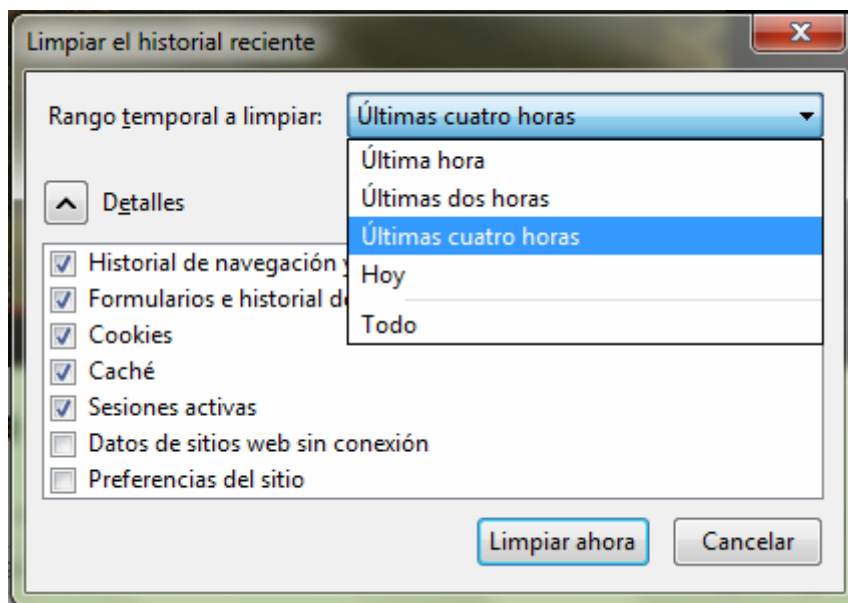 Limpiar el historial reciente
Rango temporal a limpiar: Últimas cuatro horas
Última hora
Últimas dos horas
Últimas cuatro horas
Hoy
Todo
Detalles
Historial de navegación
Formularios e historial
Cookies
Caché
Sesiones activas
Datos de sitios web sin conexión
Preferencias del sitio
Limpiar ahora Cancelar